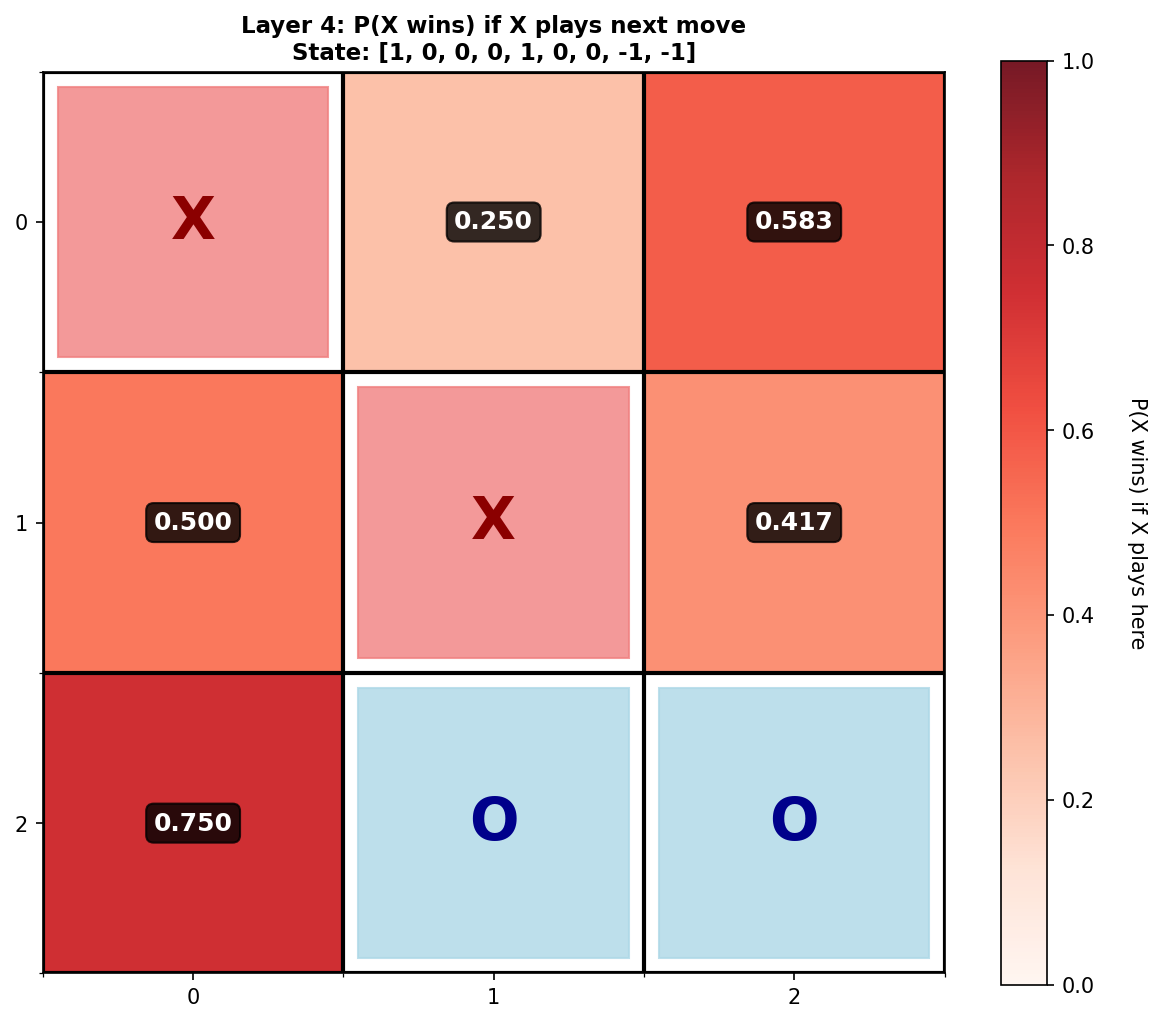 Layer 4: P(X wins) if X plays next move
State: [1, 0, 0, 0, 1, 0, 0, -1, -1]
0
X
0.250
0.583
1
0.500
X
0.417
2
0.750
O
O
0
1
2
1.0
0.8
0.6
0.4
0.2
0.0
P(X wins) if X plays here